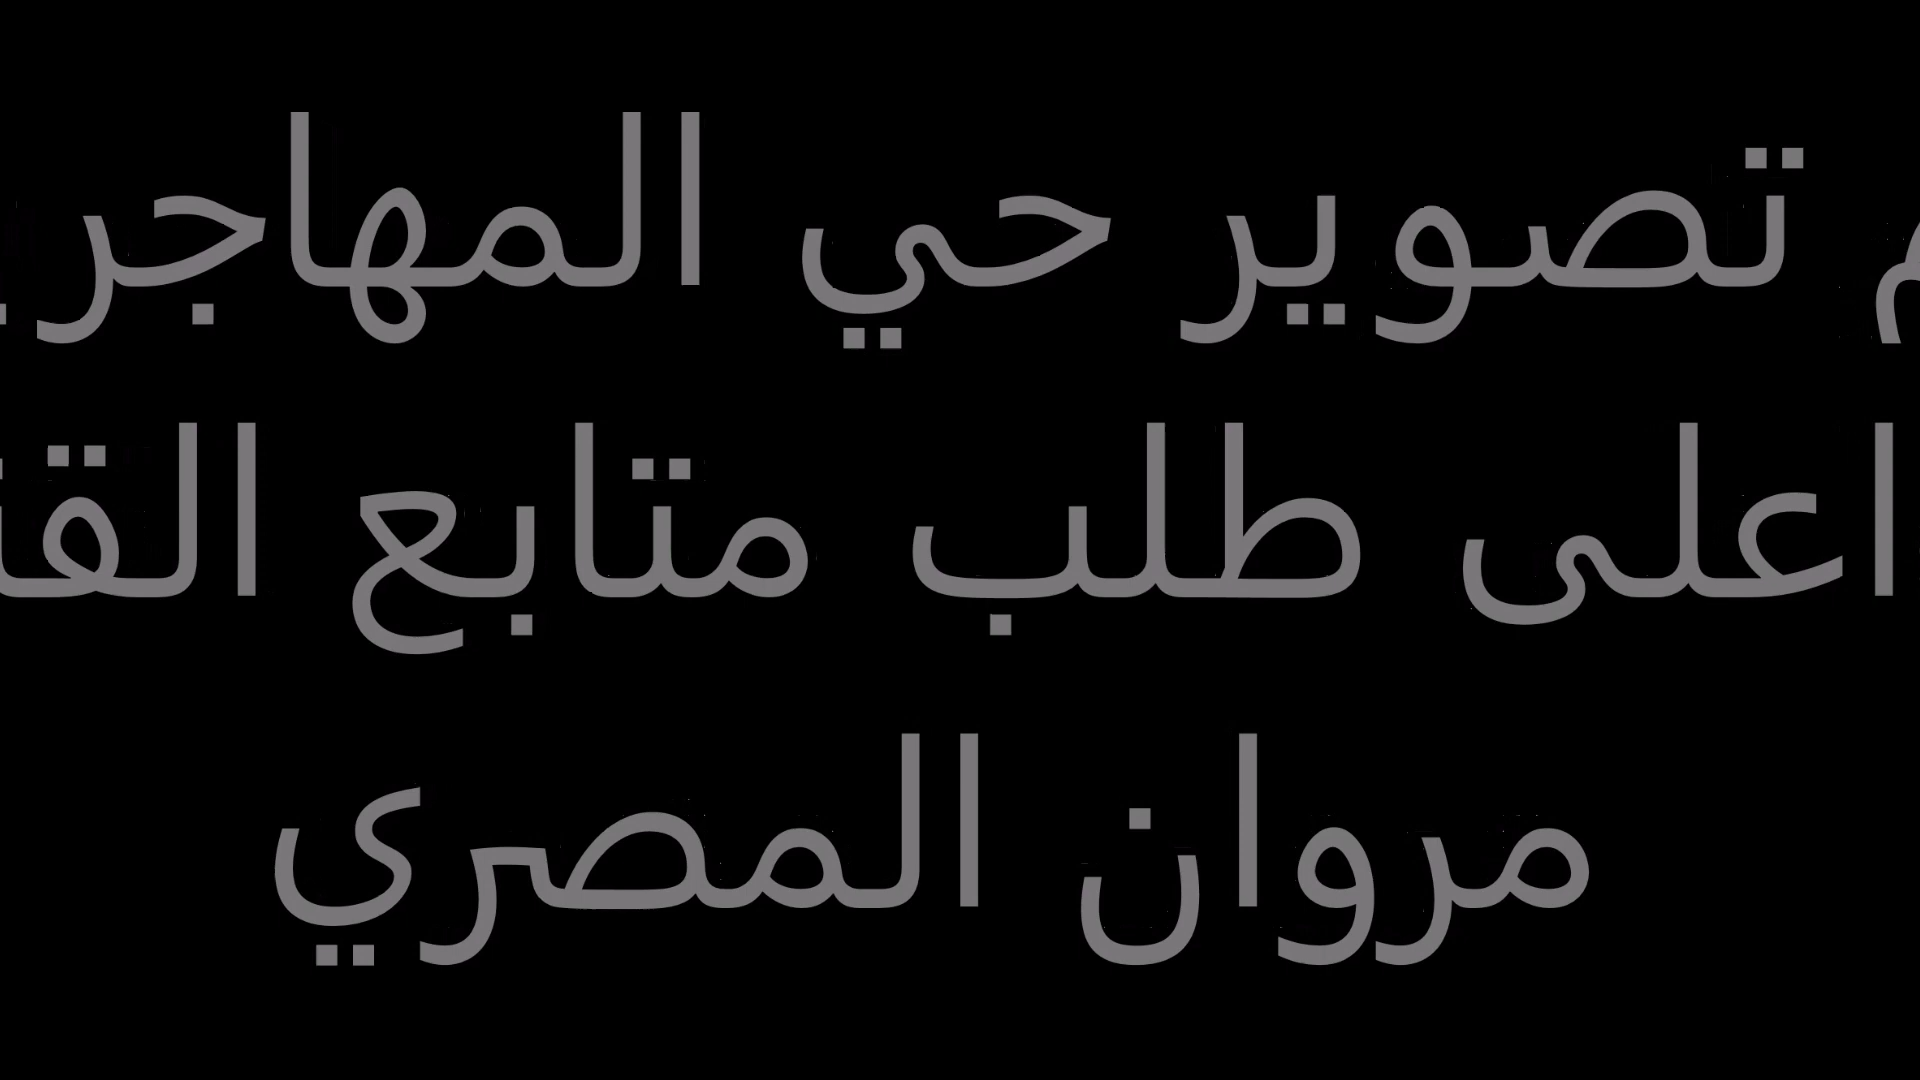 تصوير حي المهاجر
اعلى طلب متابع
مروان المصري